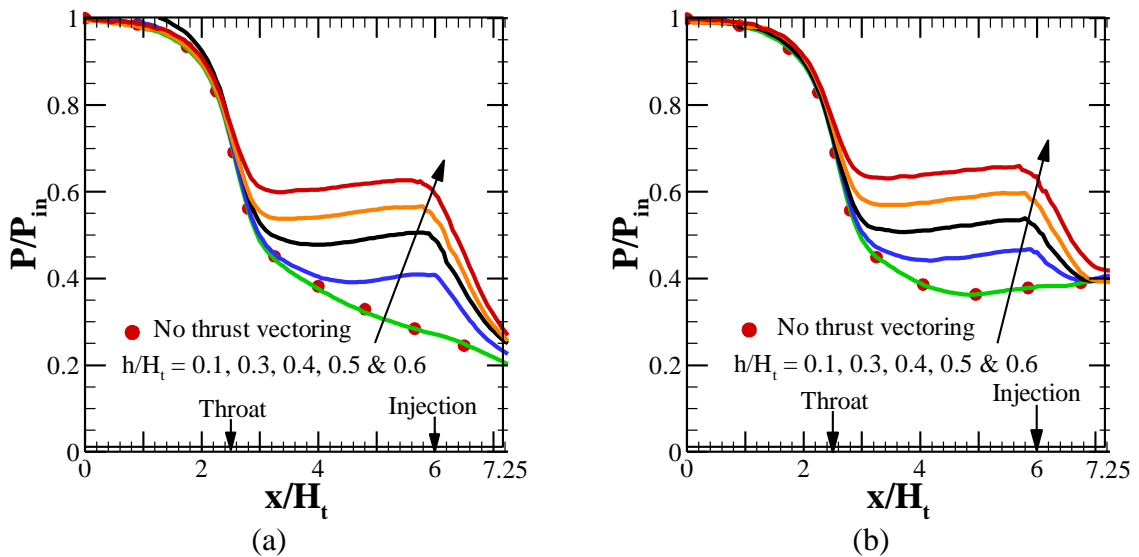 1
0.8
0.6
0.4
0.2
0
P/P_in
No thrust vectoring
h/H_t = 0.1, 0.3, 0.4, 0.5 & 0.6
Throat
Injection
0 2 4 6 7.25
x/H_t
(a)
1
0.8
0.6
0.4
0.2
0
P/P_in
No thrust vectoring
h/H_t = 0.1, 0.3, 0.4, 0.5 & 0.6
Throat
Injection
0 2 4 6 7.25
x/H_t
(b)